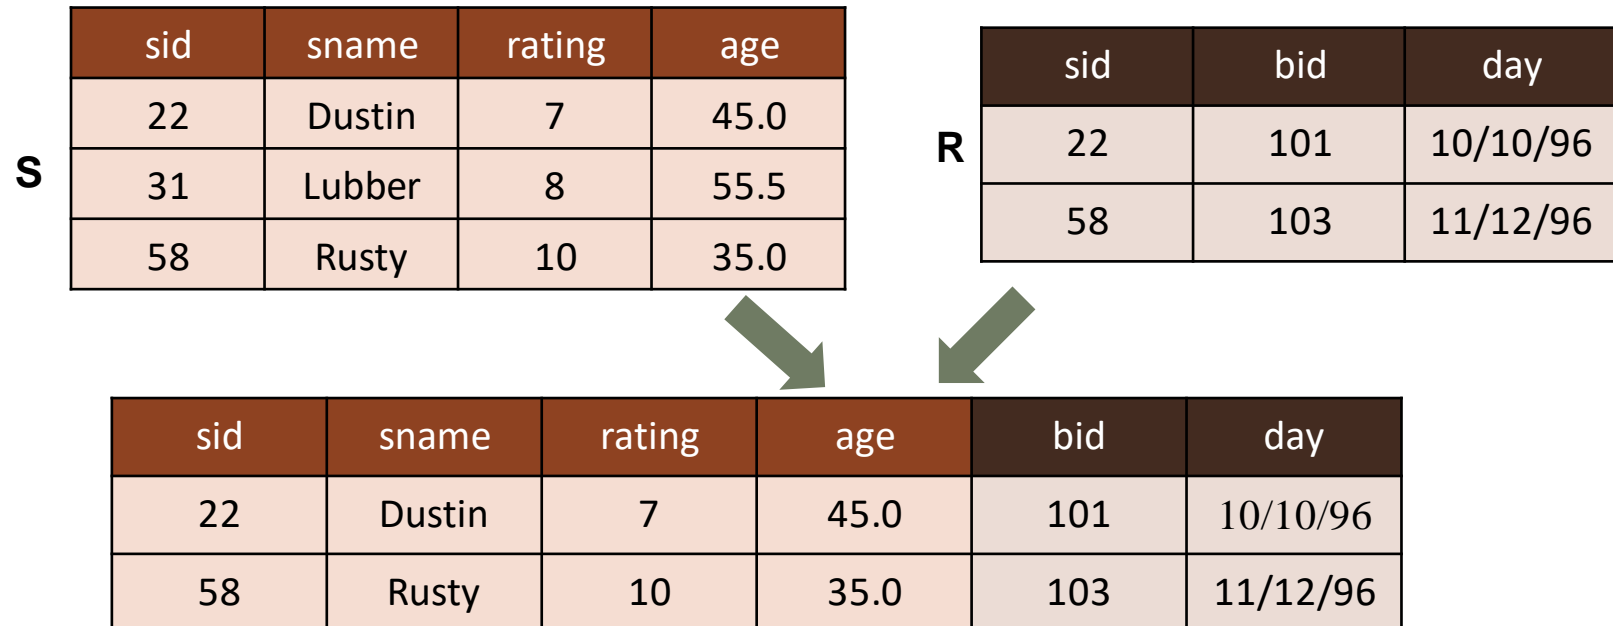 sid sname rating age
22 Dustin 7 45.0
31 Lubber 8 55.5
58 Rusty 10 35.0
S
sid bid day
22 101 10/10/96
58 103 11/12/96
R
sid sname rating age bid day
22 Dustin 7 45.0 101 10/10/96
58 Rusty 10 35.0 103 11/12/96